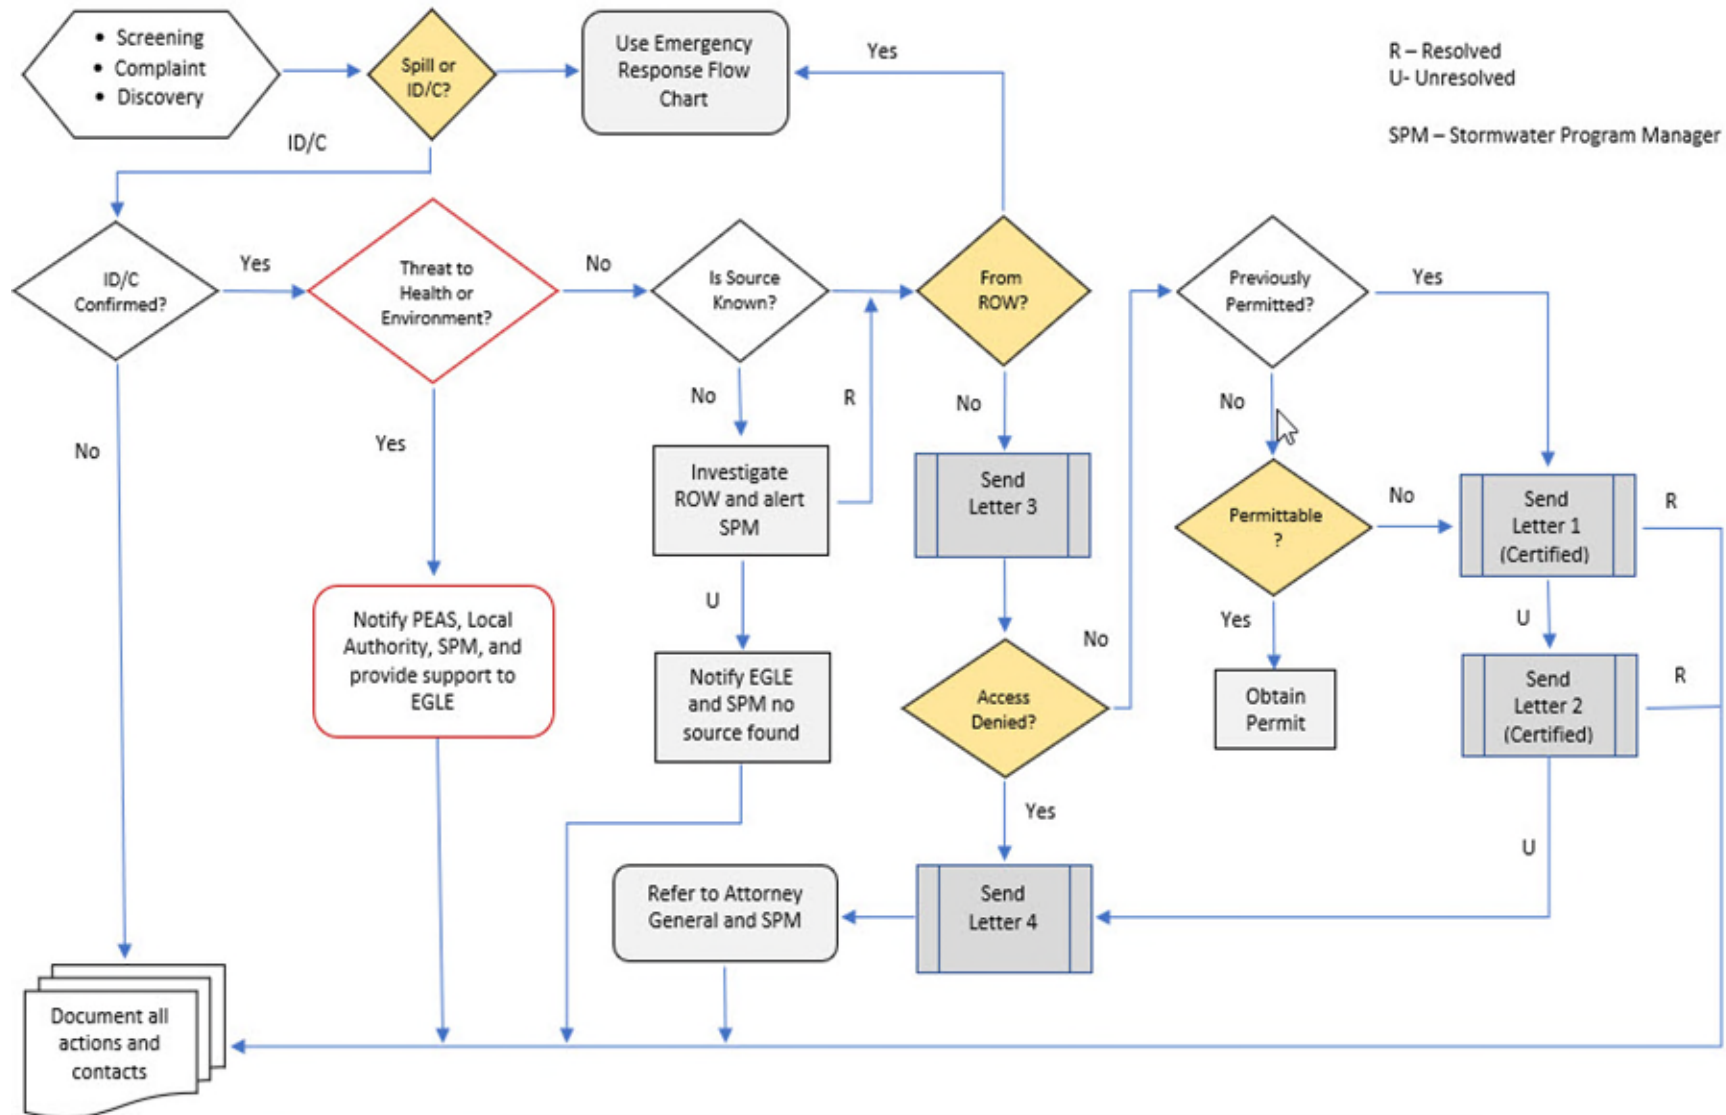 • Screening
• Complaint
• Discovery
Spill or
ID/C?
Use Emergency
Response Flow
Chart
Yes
R – Resolved
U- Unresolved
SPM – Stormwater Program Manager
ID/C
ID/C
Confirmed?
Yes
Threat to
Health or
Environment?
No
Is Source
Known?
From
ROW?
Previously
Permitted?
Yes
No
Yes
No
R
No
No
Investigate
ROW and alert
SPM
Send
Letter 3
Permittable
?
No
Send
Letter 1
(Certified)
R
U
Notify PEAS, Local
Authority, SPM, and
provide support to
EGLE
Notify EGLE
and SPM no
source found
Access
Denied?
No
Yes
Obtain
Permit
U
Send
Letter 2
(Certified)
R
Yes
U
Refer to Attorney
General and SPM
Send
Letter 4
Document all
actions and
contacts